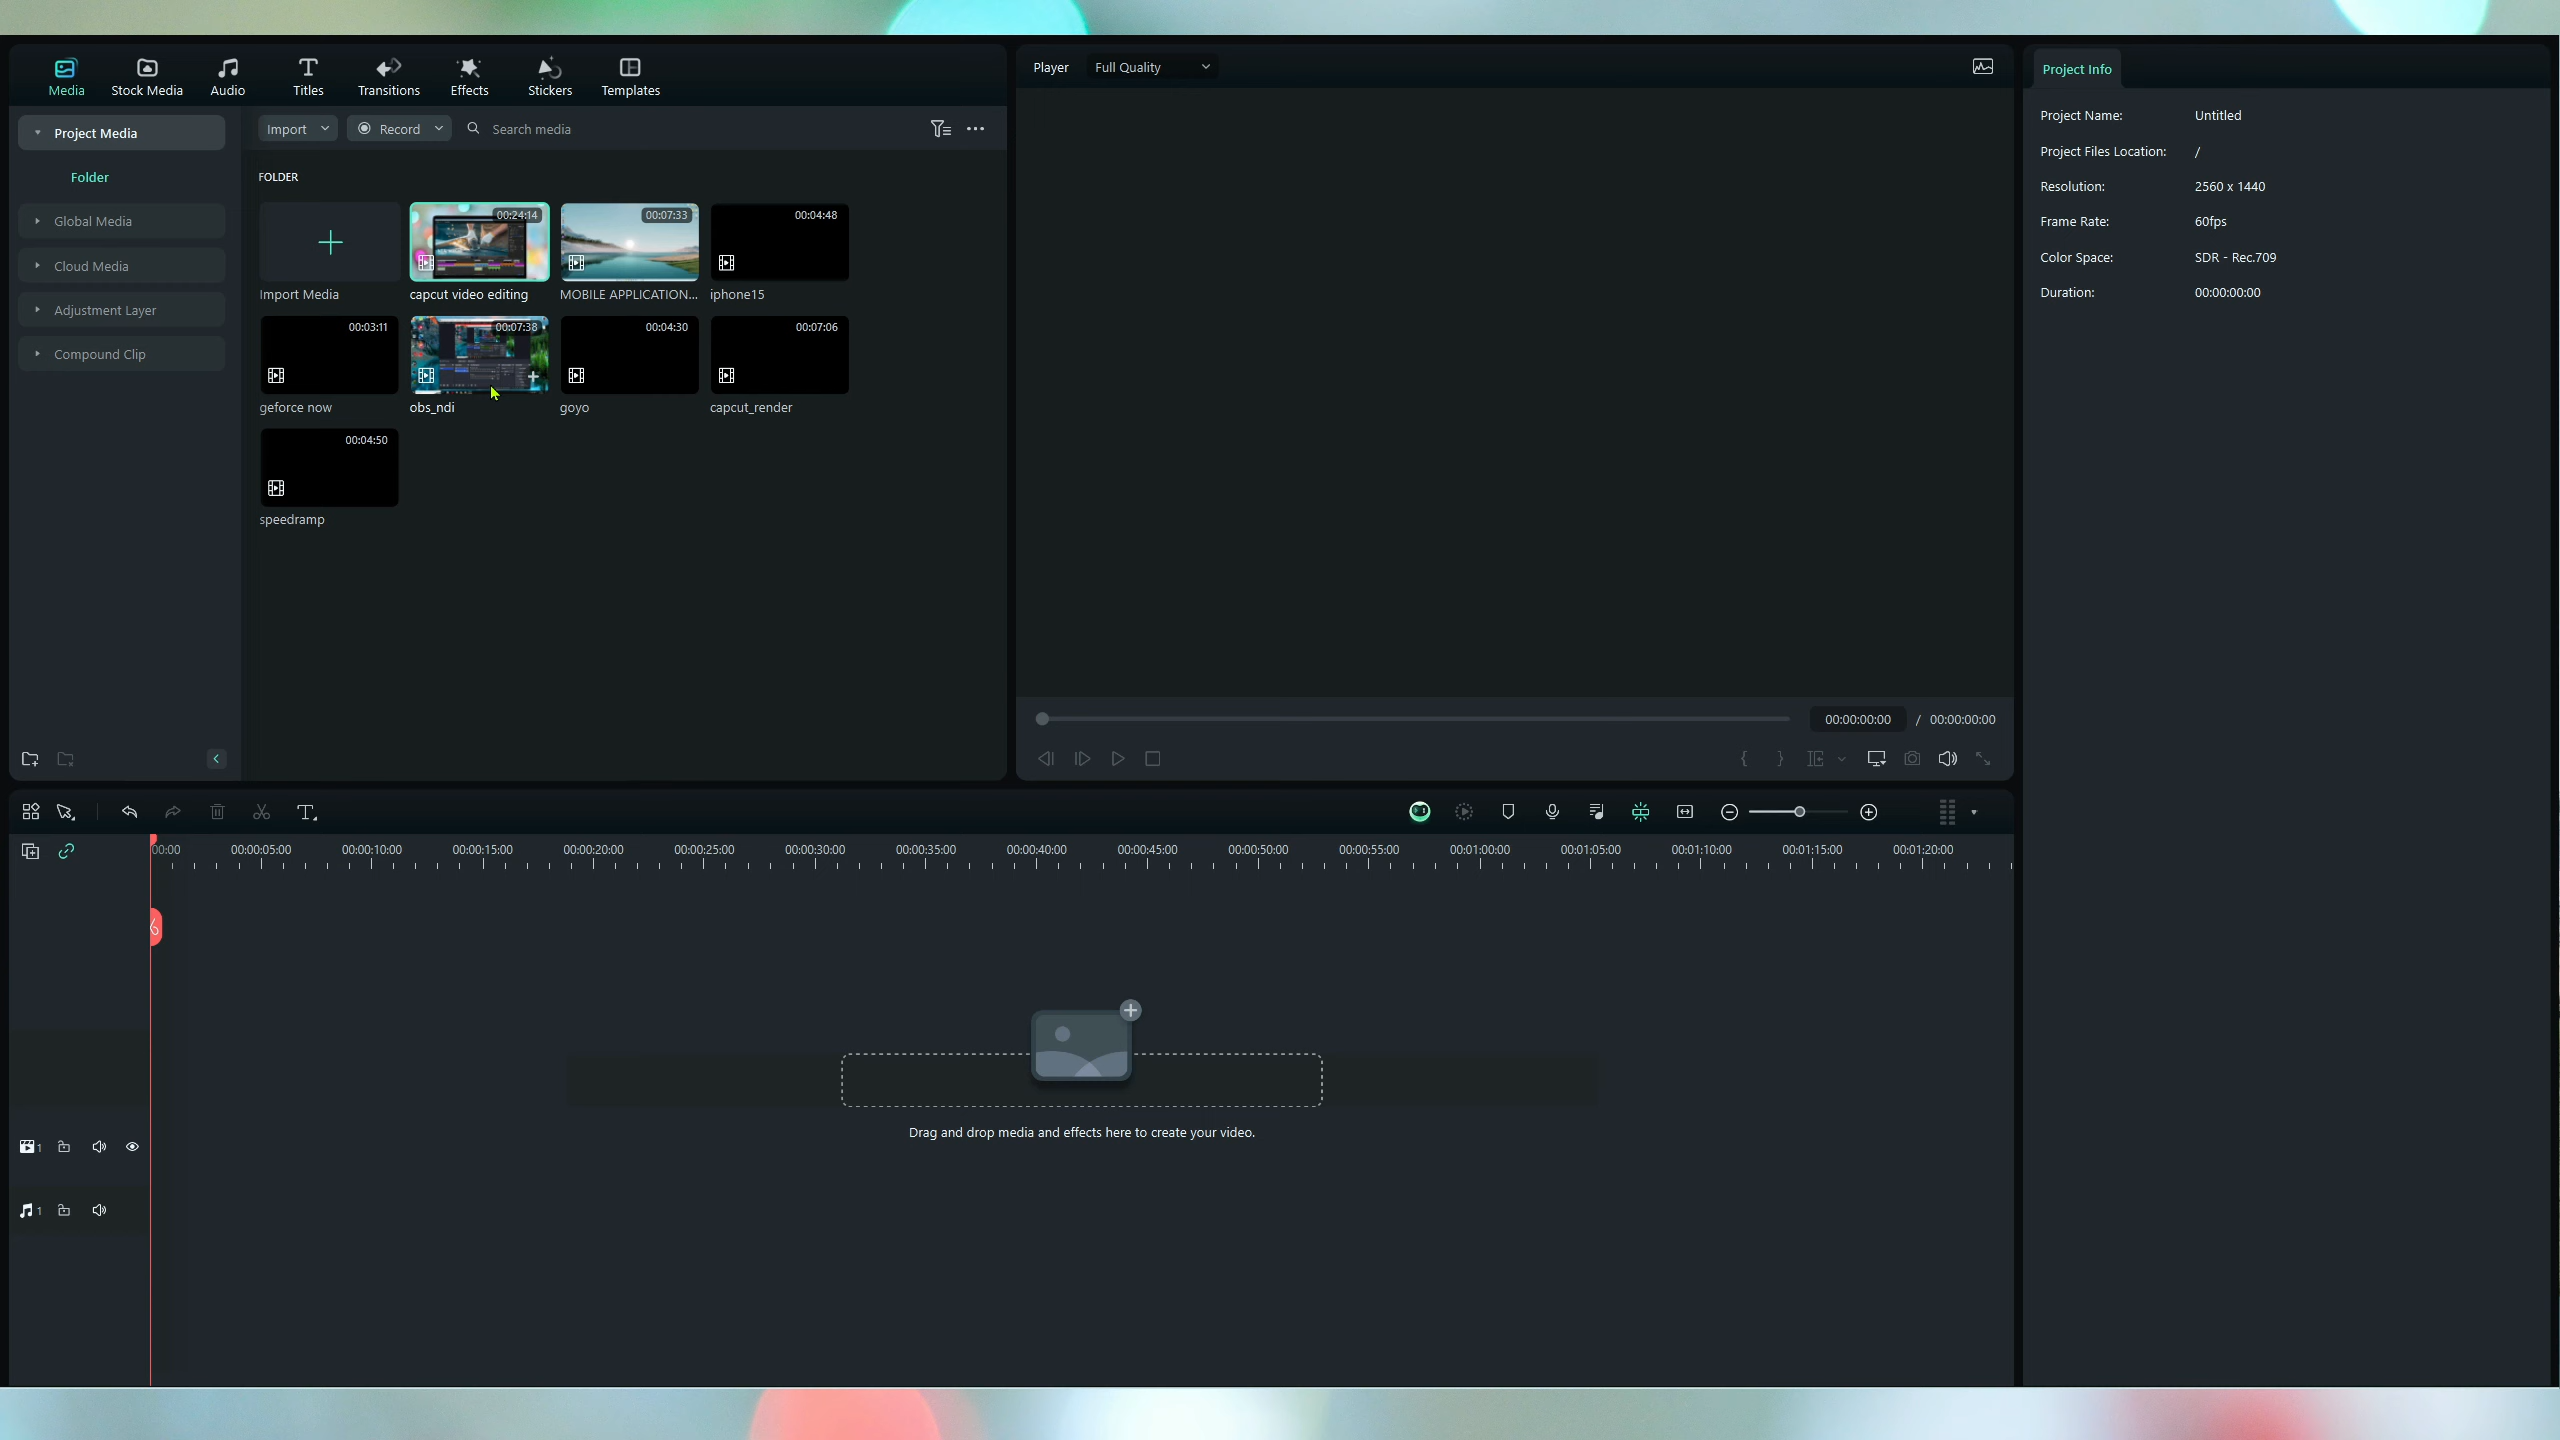 Media Stock Media Audio Titles Transitions Effects Stickers Templates
Player Full Quality
Project Info
Project Media
Import Record Search media
Project Name: Untitled
Project Files Location: /
Resolution: 2560 x 1440
Frame Rate: 60fps
Color Space: SDR - Rec.709
Duration: 00:00:00:00
Folder
Global Media
Cloud Media
Adjustment Layer
Compound Clip
FOLDER
00:24:14 00:07:33 00:04:48
Import Media capcut video editing MOBILE APPLICATION... iphone15
00:03:11 00:07:38 00:04:30 00:07:06
geforce now obs_ndi goyo capcut_render
00:04:50
speedramp
00:00:00:00 / 00:00:00:00
00:00 00:00:05:00 00:00:10:00 00:00:15:00 00:00:20:00 00:00:25:00 00:00:30:00 00:00:35:00 00:00:40:00 00:00:45:00 00:00:50:00 00:00:55:00 00:01:00:00 00:01:05:00 00:01:10:00 00:01:15:00 00:01:20:00
Drag and drop media and effects here to create your video.
1
1